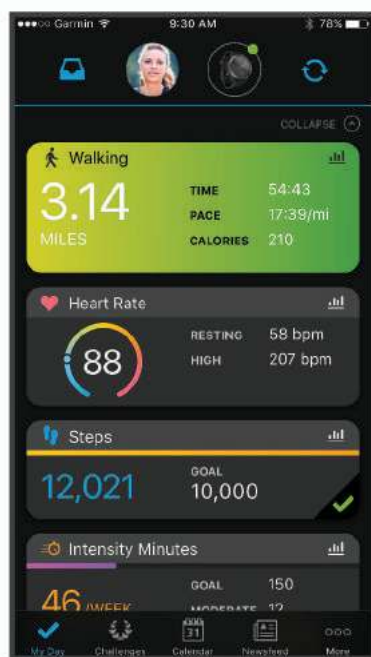 Garmin 9:30 AM 78%
COLLAPSE
Walking
3.14 TIME 54:43
MILES PACE 17:39/mi
CALORIES 210
Heart Rate
88 RESTING 58 bpm
HIGH 207 bpm
Steps
12,021 GOAL
10,000
Intensity Minutes
46 /WEEK GOAL 150
MODERATE 12
31
My Day Challenges Calendar Newsfeed More